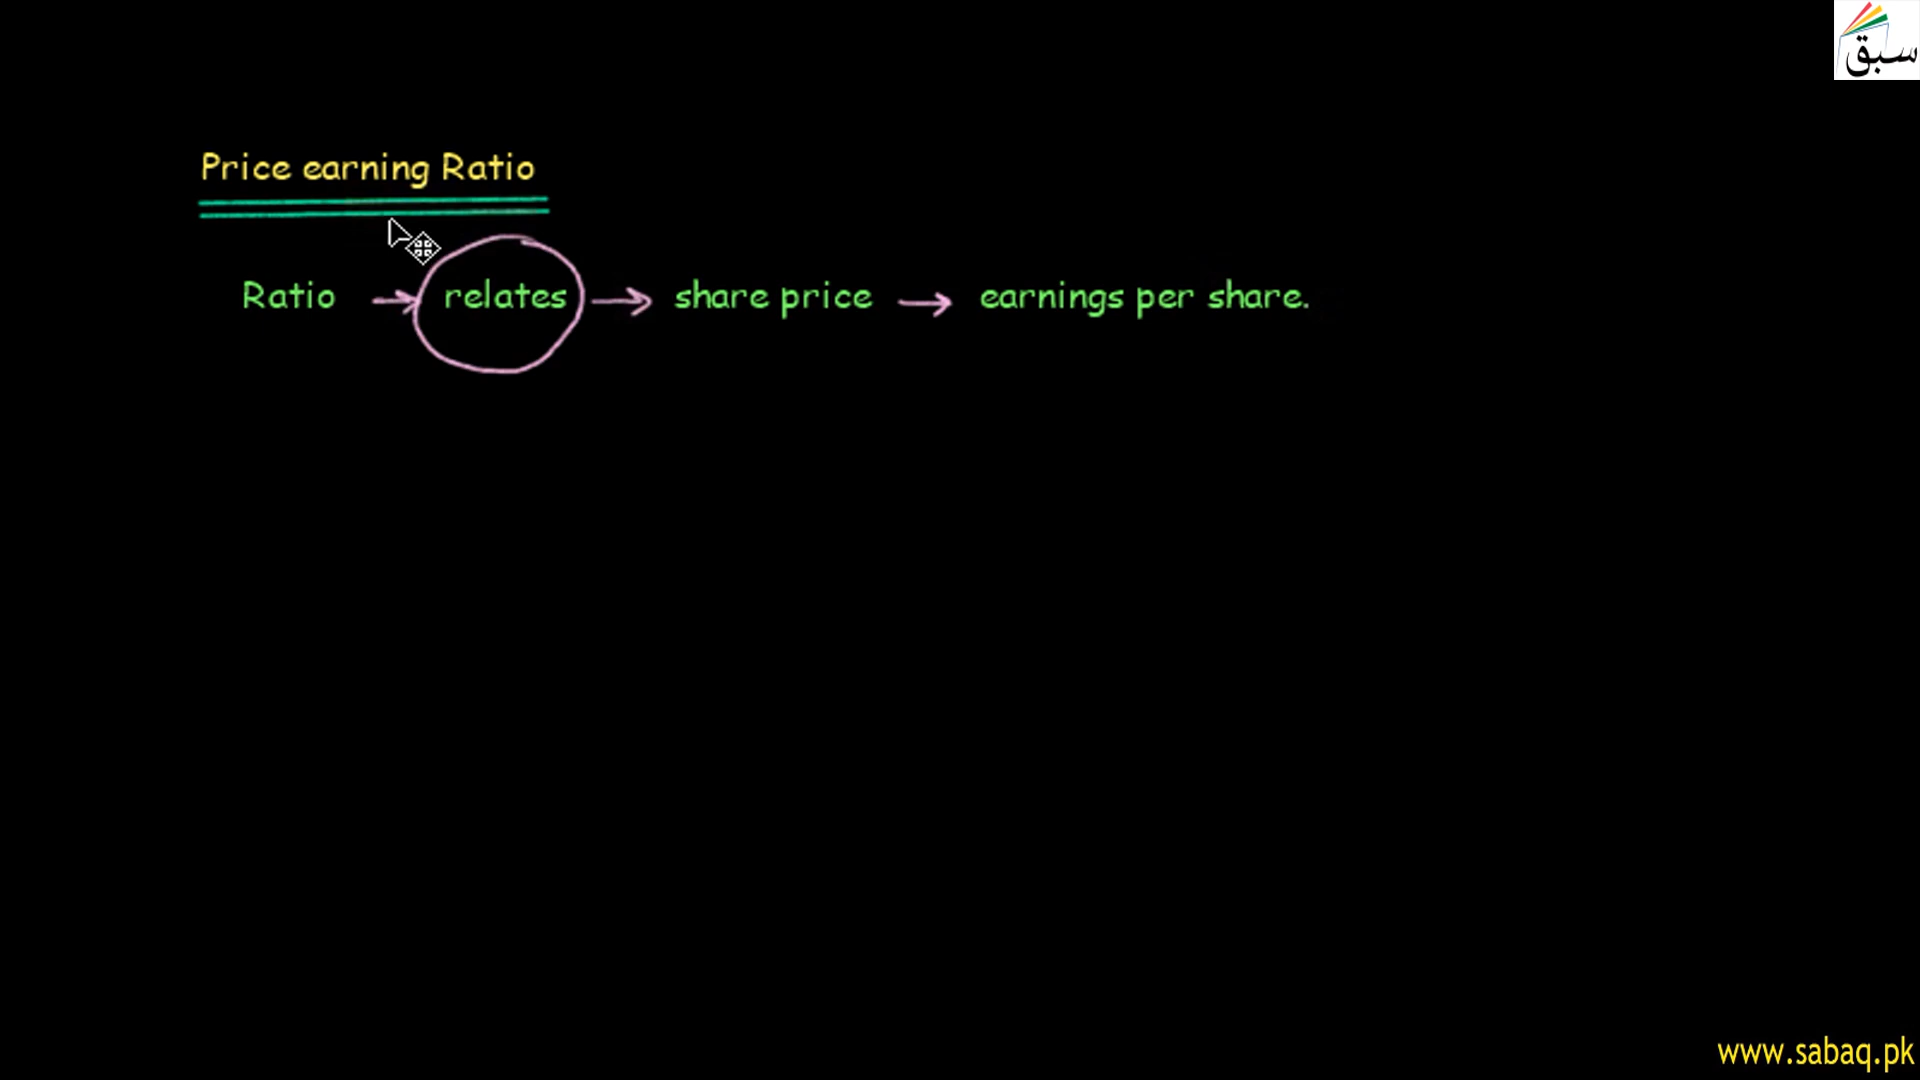 سبق
Price earning Ratio
Ratio → relates → share price → earnings per share.
www.sabaq.pk